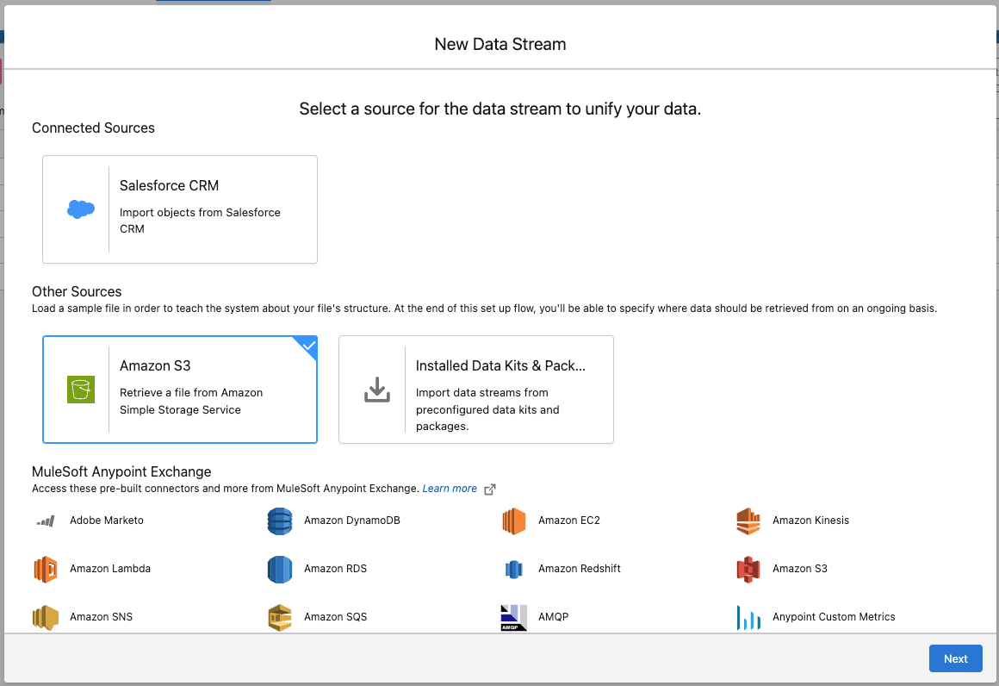 New Data Stream
Select a source for the data stream to unify your data.
Connected Sources
Salesforce CRM
Import objects from Salesforce
CRM
Other Sources
Load a sample file in order to teach the system about your file's structure. At the end of this set up flow, you'll be able to specify where data should be retrieved from on an ongoing basis.
Amazon S3
Retrieve a file from Amazon
Simple Storage Service
Installed Data Kits & Pack...
Import data streams from
preconfigured data kits and
packages.
MuleSoft Anypoint Exchange
Access these pre-built connectors and more from MuleSoft Anypoint Exchange. Learn more
Adobe Marketo
Amazon DynamoDB
Amazon EC2
Amazon Kinesis
Amazon Lambda
Amazon RDS
Amazon Redshift
Amazon S3
Amazon SNS
Amazon SQS
AMQP
AMQP
Anypoint Custom Metrics
Next